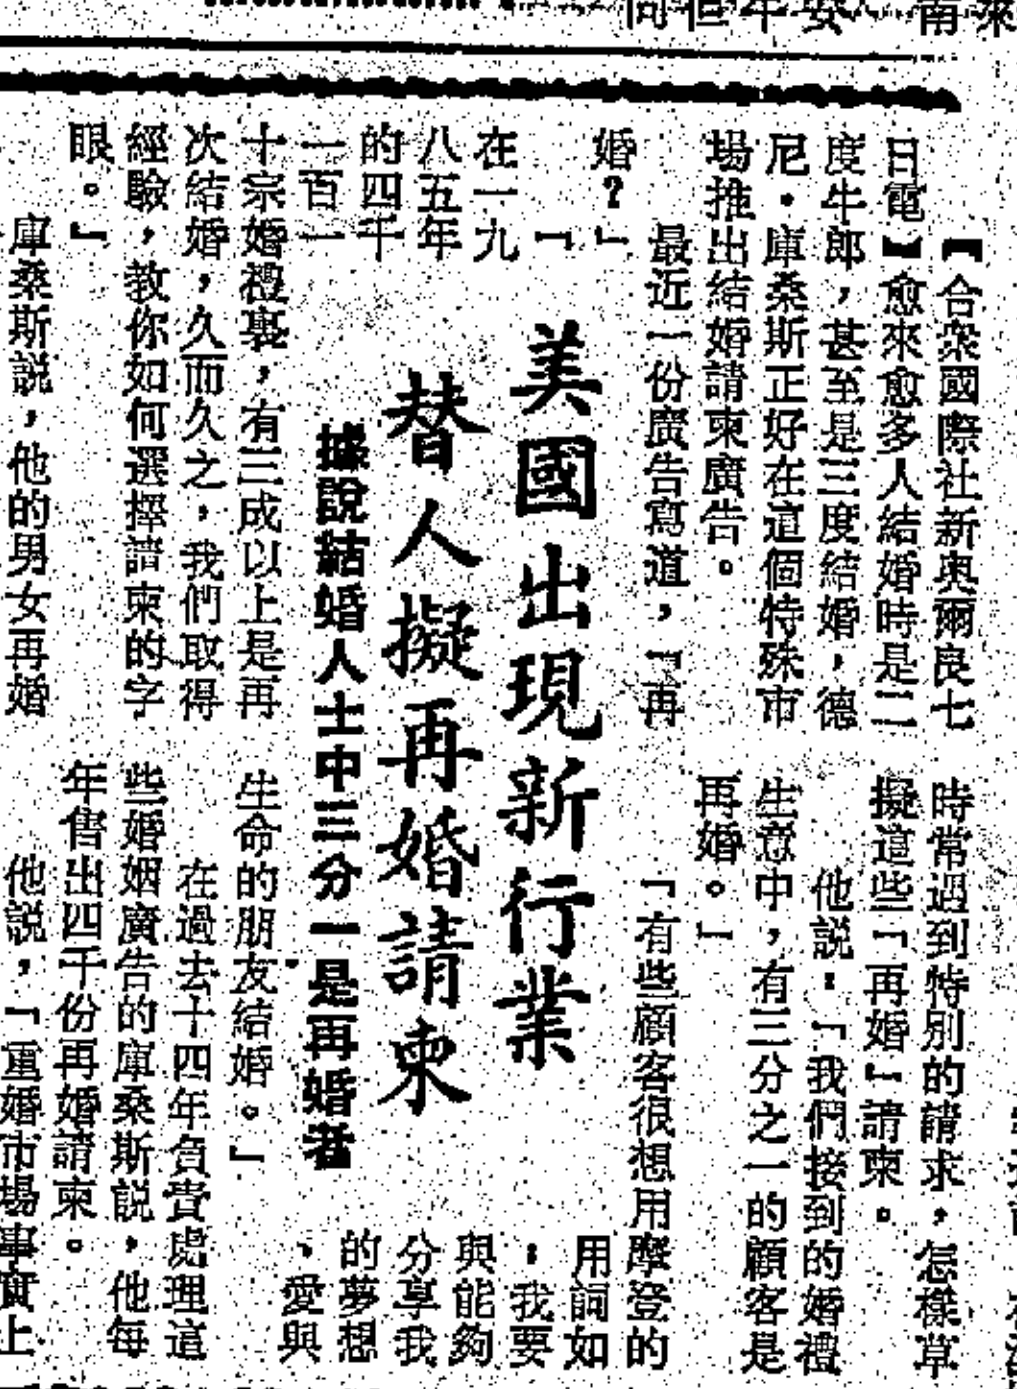 美國出現新行業
替人擬再婚請柬
據說結婚人士中三分一是再婚者
【合衆國際社新奧爾良七
日電】愈來愈多人結婚時是二
度牛郎,甚至是三度結婚,德
尼・庫桑斯正好在這個特殊市
場推出結婚請柬廣告。
最近一份廣告寫道,「再
婚?」
「
在一九
八五年
的四千
一百一
十宗婚禮裏,有三成以上是再
次結婚,久而久之,我們取得
經驗,教你如何選擇請柬的字
眼。」
庫桑斯說,他的男女再婚
時常遇到特別的請求,怎樣草
擬這些「再婚」請柬。
他說:「我們接到的婚禮
生意中,有三分之一的顧客是
再婚。」
「有些顧客很想用摩登的
用詞如
:我要
與能夠
分享我
的夢想
、愛與
生命的朋友結婚。」
在過去十四年負責處理這
些婚姻廣告的庫桑斯說,他每
年售出四千份再婚請柬。
他說,「重婚市場事實上